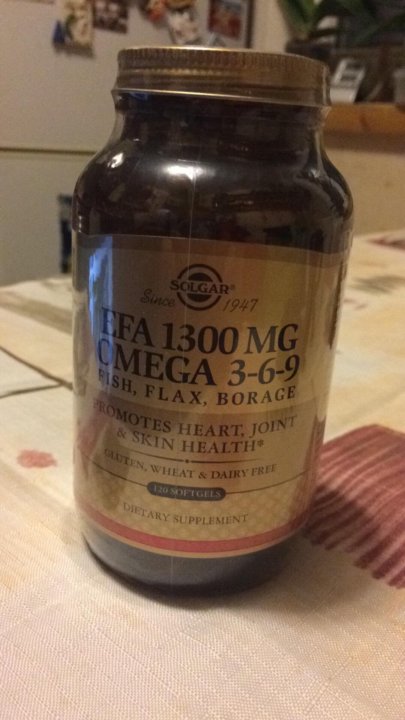 SOLGAR®
Since 1947
EFA 1300 MG
OMEGA 3-6-9
FISH, FLAX, BORAGE
PROMOTES HEART, JOINT
& SKIN HEALTH*
GLUTEN, WHEAT & DAIRY FREE
120 SOFTGELS
DIETARY SUPPLEMENT